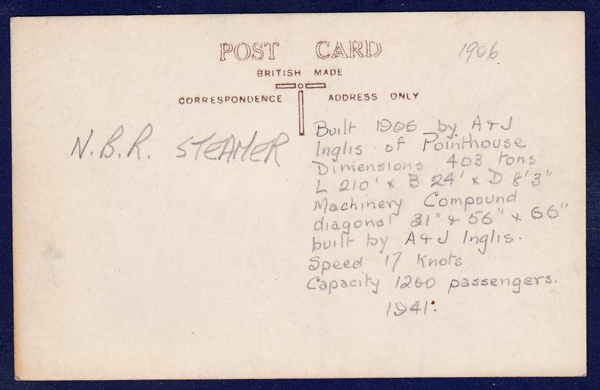 POST CARD
1906
BRITISH MADE
CORRESPONDENCE ADDRESS ONLY
N.B.R. STEAMER
Built 1906 by A & J
Inglis of Pointhouse
Dimensions 403 tons
L 210' x B 24' x D 8'3"
Machinery Compound
diagonal 31" & 56" x 66"
built by A & J Inglis.
Speed 17 Knots
Capacity 1200 passengers.
1941.